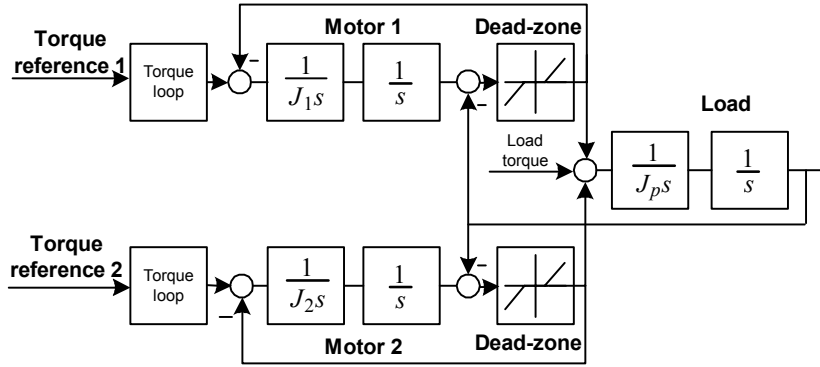 Motor 1
Dead-zone
Torque
reference 1
Torque
loop
–
1
J₁s
1
s
–
Load
Load
torque
1
Jₚs
1
s
Torque
reference 2
Torque
loop
–
1
J₂s
1
s
–
Motor 2
Dead-zone